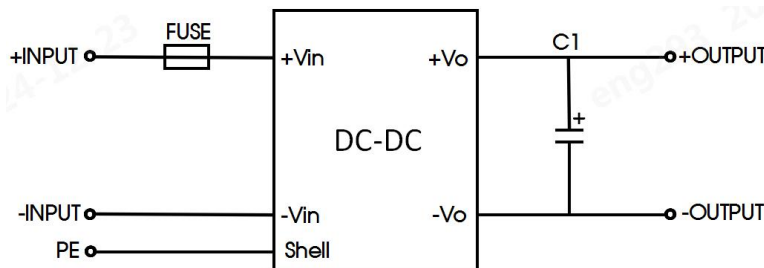 FUSE
C1
+INPUT
+Vin
+Vo
+OUTPUT
+
DC-DC
-INPUT
-Vin
-Vo
-OUTPUT
PE
Shell